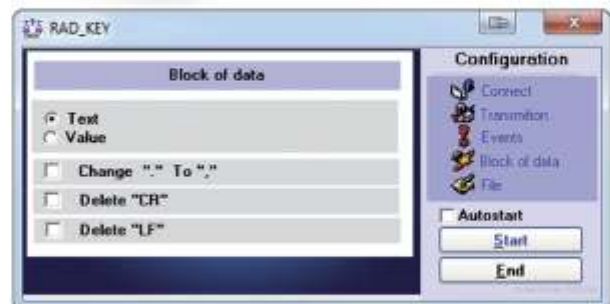 RAD_KEY
Block of data
Text
Value
Change "." To ","
Delete "CR"
Delete "LF"
Configuration
Connect
Transmition
Events
Block of data
File
Autostart
Start
End